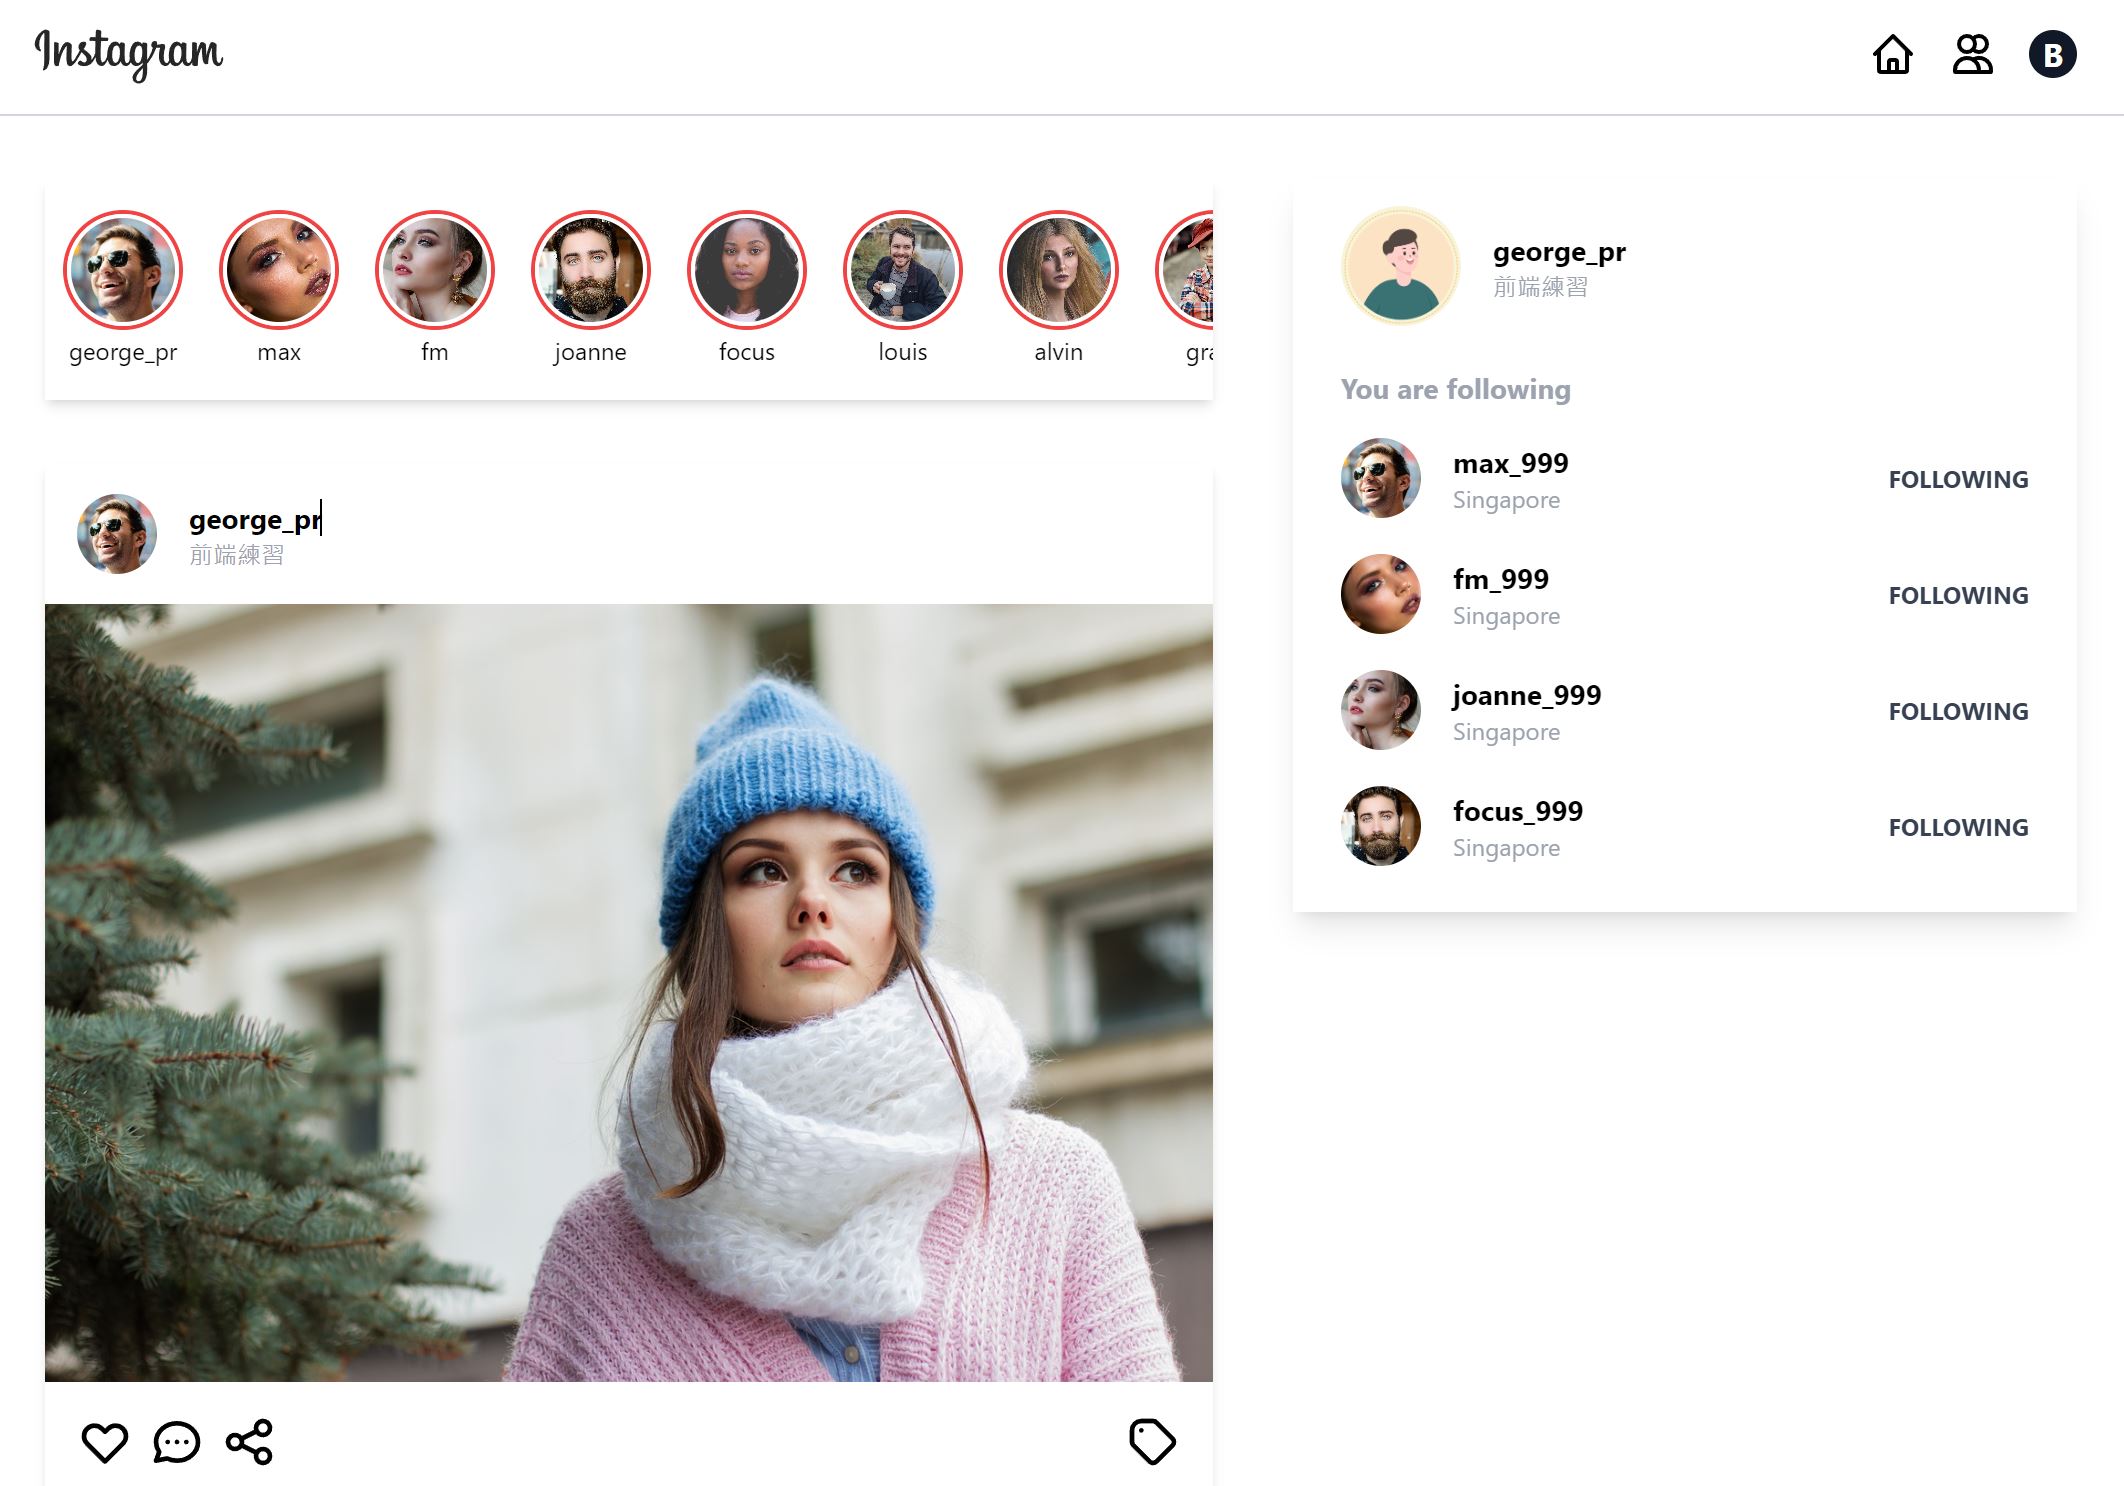 Instagram
B
george_pr
max
fm
joanne
focus
louis
alvin
gra
george_pr
前端練習
george_pr
前端練習
You are following
max_999
Singapore
FOLLOWING
fm_999
Singapore
FOLLOWING
joanne_999
Singapore
FOLLOWING
focus_999
Singapore
FOLLOWING